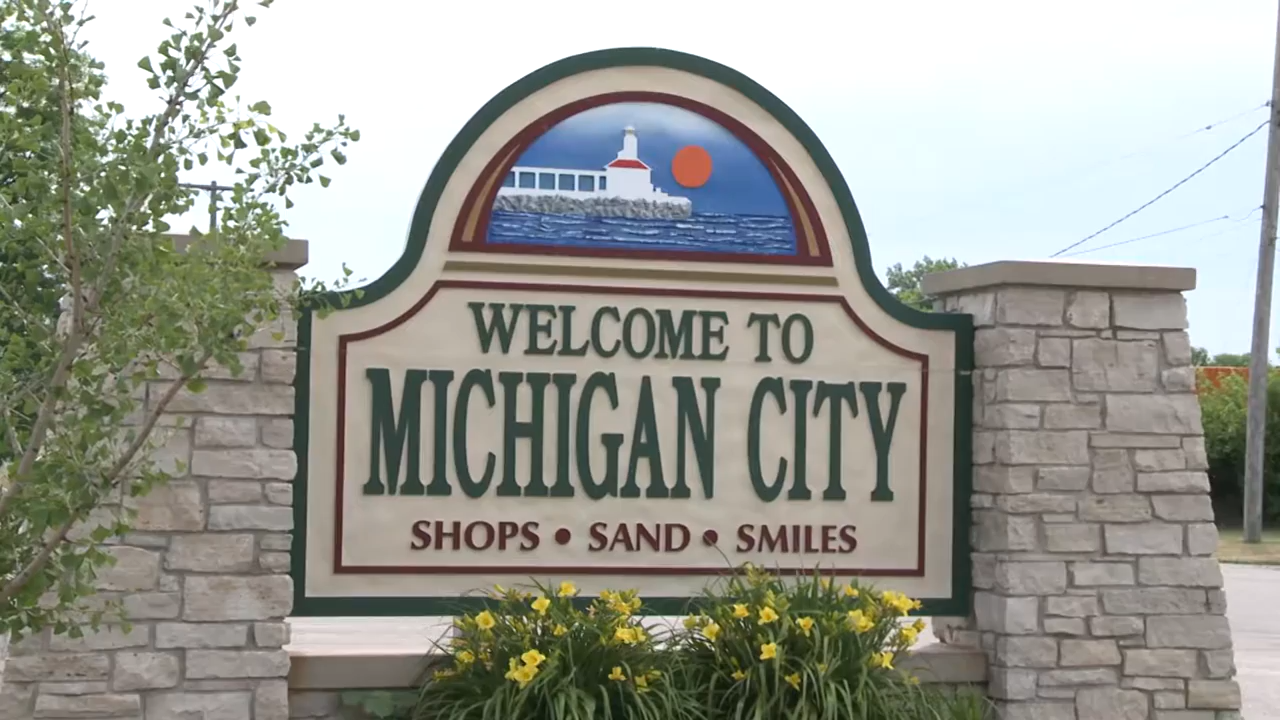 WELCOME TO
MICHIGAN CITY
SHOPS • SAND • SMILES